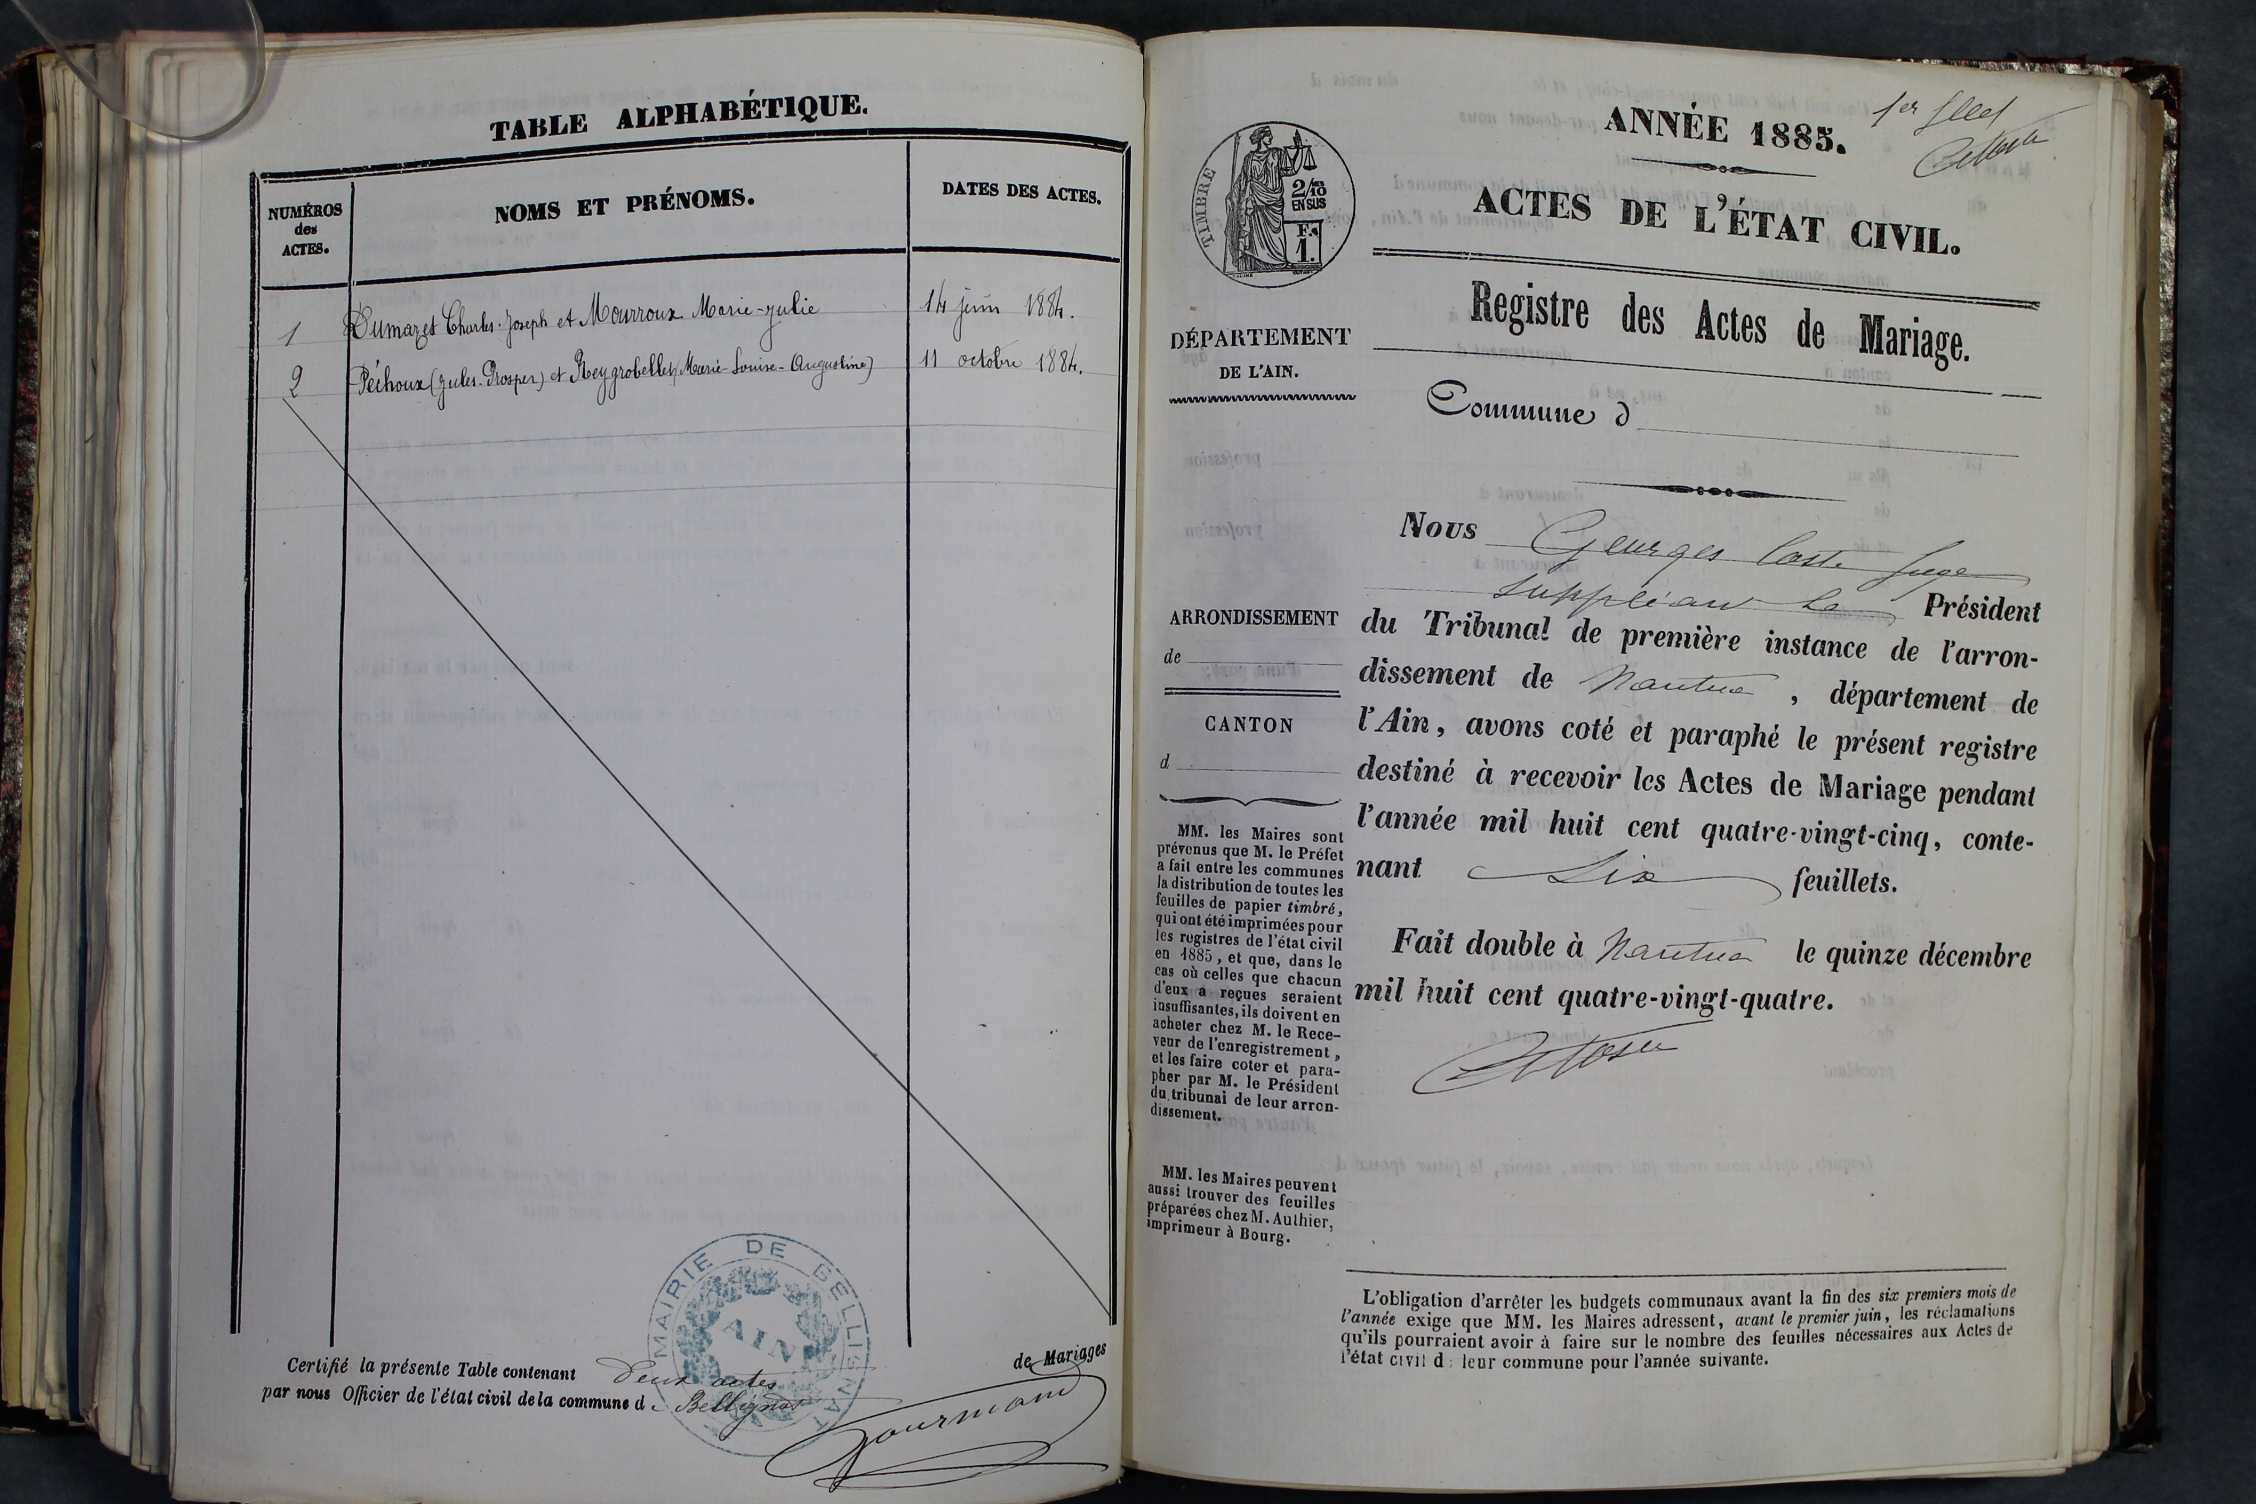 TABLE ALPHABÉTIQUE.
NUMÉROS
des
ACTES.
NOMS ET PRÉNOMS.
DATES DES ACTES.
1 Dumarest Charles-Joseph et Mourroux Marie-Julie 14 juin 1884.
2 Péchoux (Jules-Prosper) et Reygrobellet (Marie-Louise-Augustine) 11 octobre 1884.
MAIRIE DE BELLIGNAT
AIN
Certifié la présente Table contenant deux actes de Mariages
par nous Officier de l'état civil de la commune de Bellignat
Gourmand
1er
ANNÉE 1885.
ACTES DE L'ÉTAT CIVIL.
Registre des Actes de Mariage.
Commune d
TIMBRE
2/10 EN SUS
F. 1.
DÉPARTEMENT
DE L'AIN.
ARRONDISSEMENT
de
CANTON
d
MM. les Maires sont
prévenus que M. le Préfet
a fait entre les communes
la distribution de toutes les
feuilles de papier timbré,
qui ont été imprimées pour
les registres de l'état civil
en 1885, et que, dans le
cas où celles que chacun
d'eux a reçues seraient
insuffisantes, ils doivent en
acheter chez M. le Rece-
veur de l'enregistrement,
et les faire coter et para-
pher par M. le Président
du tribunal de leur arron-
dissement.
MM. les Maires peuvent
aussi trouver des feuilles
préparées chez M. Authier,
imprimeur à Bourg.
Nous Georges Coste Juge
suppléant le Président
du Tribunal de première instance de l'arron-
dissement de Nantua, département de
l'Ain, avons coté et paraphé le présent registre
destiné à recevoir les Actes de Mariage pendant
l'année mil huit cent quatre-vingt-cinq, conte-
nant six feuillets.
Fait double à Nantua le quinze décembre
mil huit cent quatre-vingt-quatre.
L'obligation d'arrêter les budgets communaux avant la fin des six premiers mois de
l'année exige que MM. les Maires adressent, avant le premier juin, les réclamations
qu'ils pourraient avoir à faire sur le nombre des feuilles nécessaires aux Actes de
l'état civil d leur commune pour l'année suivante.